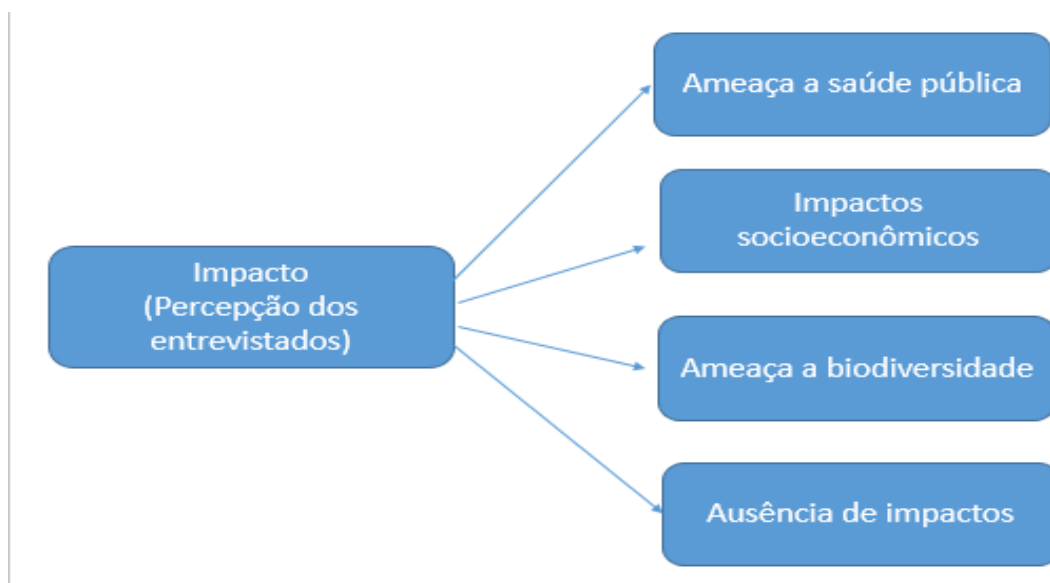 Impacto
(Percepção dos
entrevistados)
Ameaça a saúde pública
Impactos
socioeconômicos
Ameaça a biodiversidade
Ausência de impactos